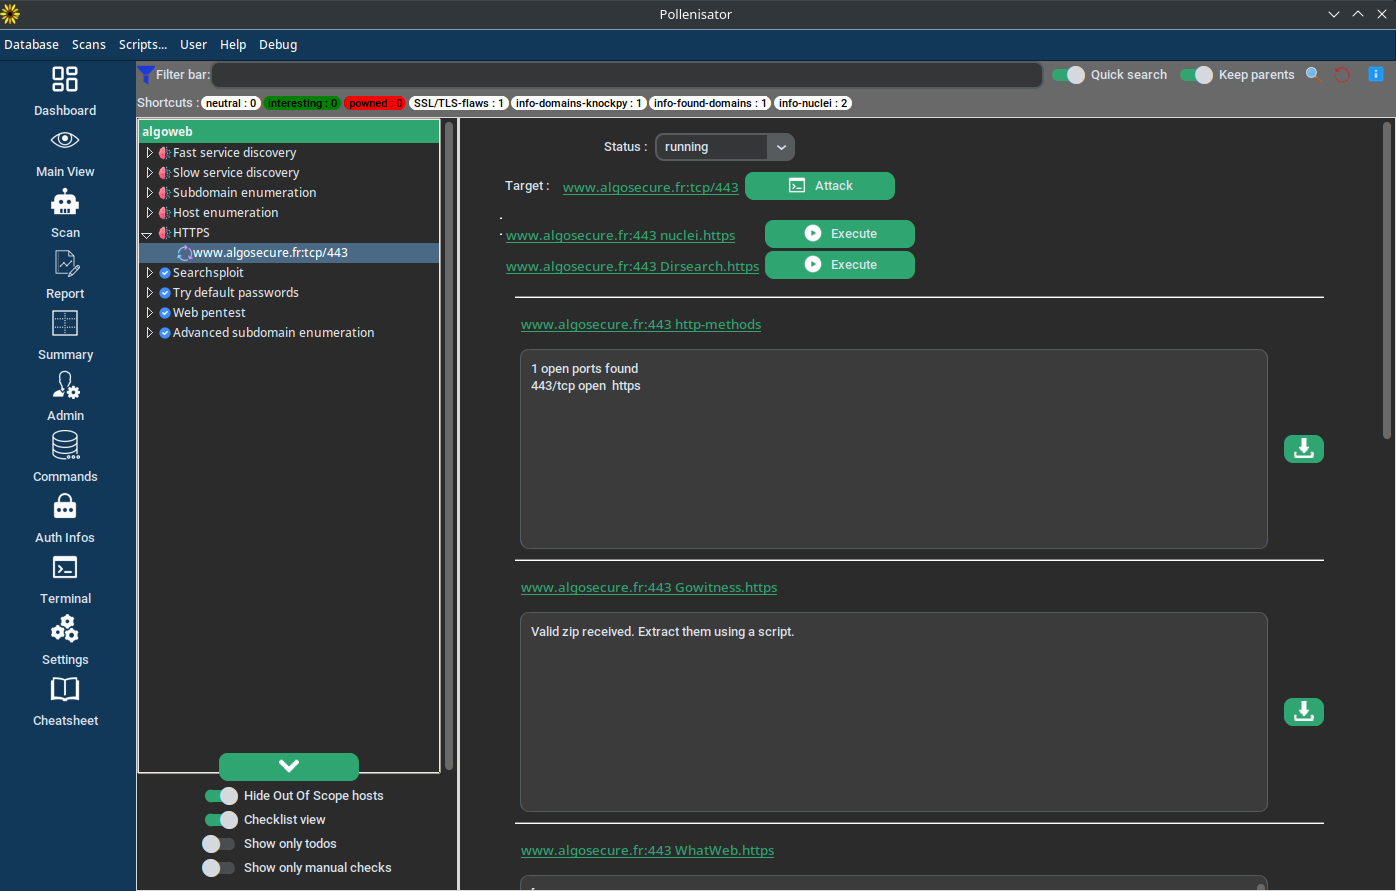 Pollenisator
Database Scans Scripts... User Help Debug
Dashboard
Main View
Scan
Report
Summary
Admin
Commands
Auth Infos
Terminal
Settings
Cheatsheet
Filter bar:
Quick search
Keep parents
Shortcuts : neutral : 0 interesting : 0 powned : 0 SSL/TLS-flaws : 1 info-domains-knockpy : 1 info-found-domains : 1 info-nuclei : 2
algoweb
Fast service discovery
Slow service discovery
Subdomain enumeration
Host enumeration
HTTPS
www.algosecure.fr:tcp/443
Searchsploit
Try default passwords
Web pentest
Advanced subdomain enumeration
Hide Out Of Scope hosts
Checklist view
Show only todos
Show only manual checks
Status : running
Target : www.algosecure.fr:tcp/443 Attack
:
www.algosecure.fr:443 nuclei.https Execute
www.algosecure.fr:443 Dirsearch.https Execute
www.algosecure.fr:443 http-methods
1 open ports found
443/tcp open https
www.algosecure.fr:443 Gowitness.https
Valid zip received. Extract them using a script.
www.algosecure.fr:443 WhatWeb.https